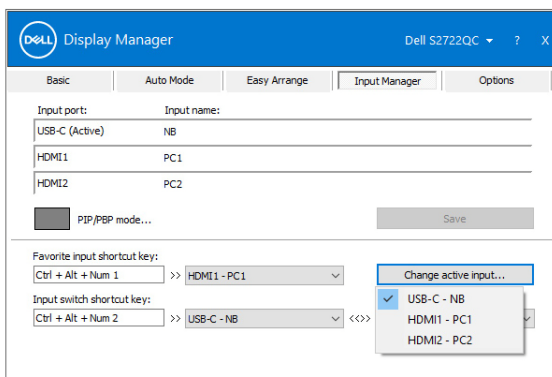 DELL Display Manager Dell S2722QC ? X
Basic Auto Mode Easy Arrange Input Manager Options
Input port: Input name:
USB-C (Active) NB
HDMI1 PC1
HDMI2 PC2
PIP/PBP mode... Save
Favorite input shortcut key:
Ctrl + Alt + Num 1 >> HDMI1 - PC1 Change active input...
Input switch shortcut key:
Ctrl + Alt + Num 2 >> USB-C - NB <<>>
USB-C - NB
HDMI1 - PC1
HDMI2 - PC2